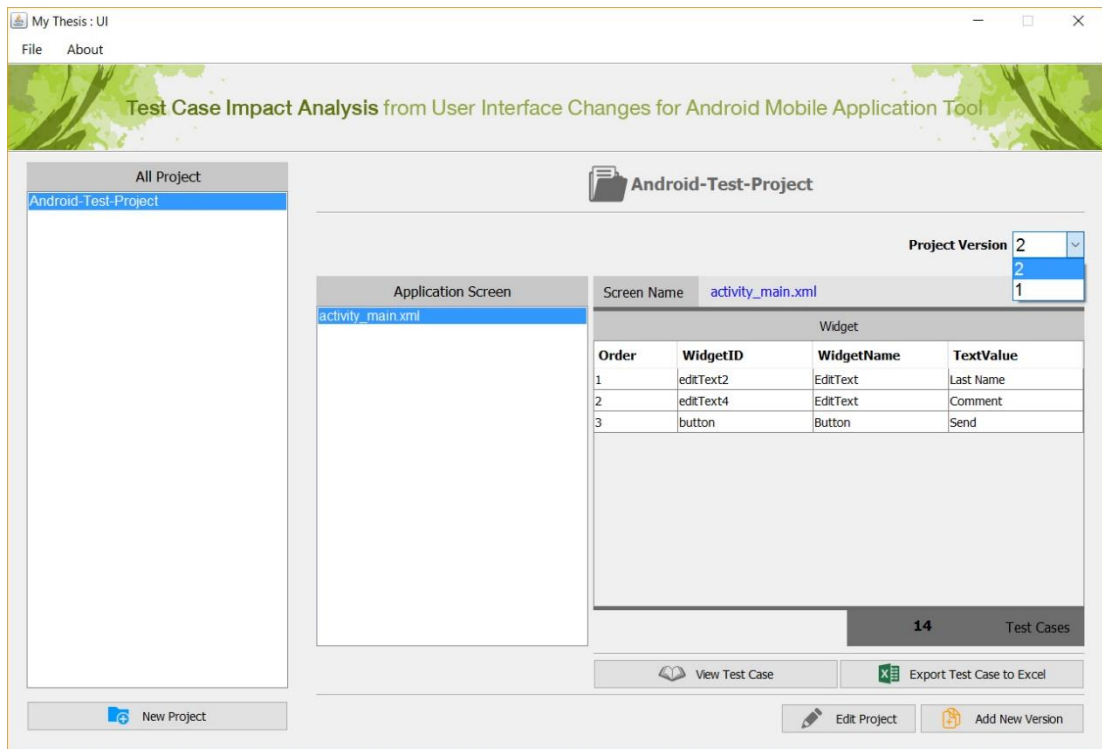 My Thesis : UI
File About
Test Case Impact Analysis from User Interface Changes for Android Mobile Application Tool
All Project
Android-Test-Project
New Project
Android-Test-Project
Project Version 2
2
1
Application Screen
activity_main.xml
Screen Name activity_main.xml
Widget
Order WidgetID WidgetName TextValue
1 editText2 EditText Last Name
2 editText4 EditText Comment
3 button Button Send
14 Test Cases
View Test Case Export Test Case to Excel
Edit Project Add New Version